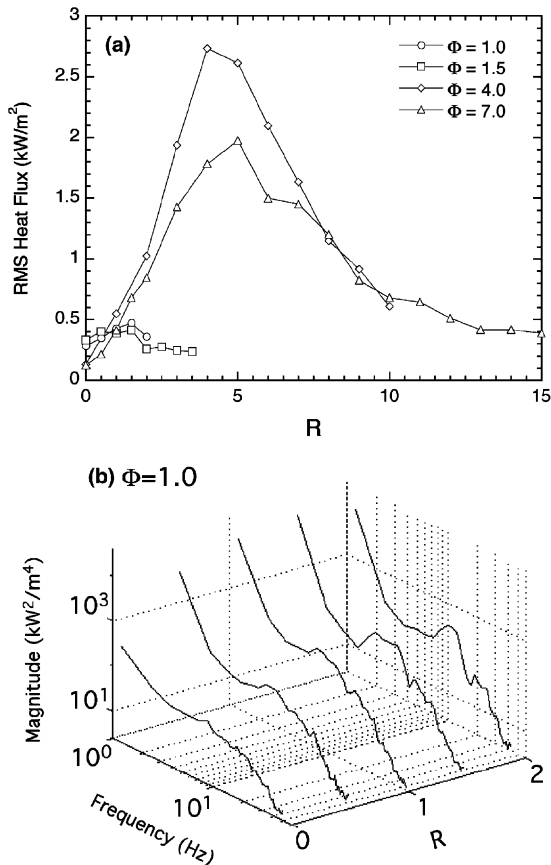 3
2.5
2
1.5
1
0.5
0
(a)
Φ = 1.0
Φ = 1.5
Φ = 4.0
Φ = 7.0
RMS Heat Flux (kW/m²)
0 5 10 15
R
(b) Φ=1.0
Magnitude (kW²/m⁴)
10³
10¹
10⁰
10¹
Frequency (Hz)
0
1
2
R